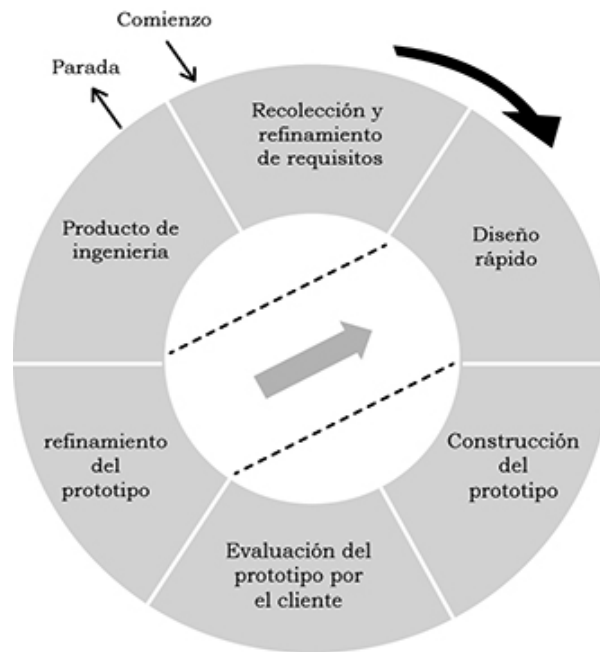 Comienzo
Parada
Recolección y
refinamiento
de requisitos
Diseño
rápido
Construcción
del
prototipo
Evaluación del
prototipo por
el cliente
refinamiento
del
prototipo
Producto de
ingenieria